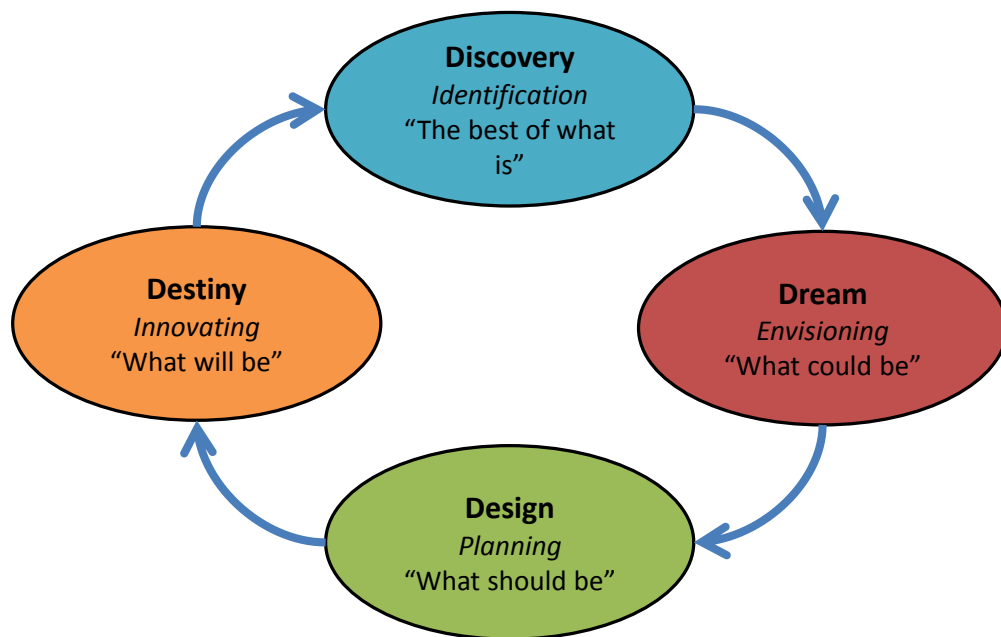 Discovery
Identification
“The best of what
is”
Destiny
Innovating
“What will be”
Dream
Envisioning
“What could be”
Design
Planning
“What should be”